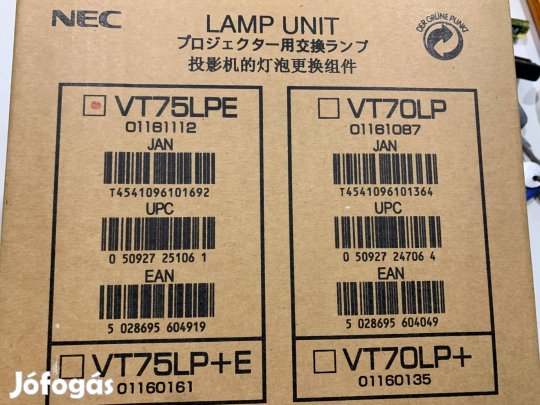 NEC
LAMP UNIT
プロジェクター用交換ランプ
投影机的灯泡更换组件
DER GRÜNE PUNKT
VT75LPE
01161112
JAN
T4541096101692
UPC
0 50927 25106 1
EAN
5 028695 604919
VT70LP
01161087
JAN
T4541096101364
UPC
0 50927 24706 4
EAN
5 028695 604049
VT75LP+E
01160161
VT70LP+
01160135
Jófogás